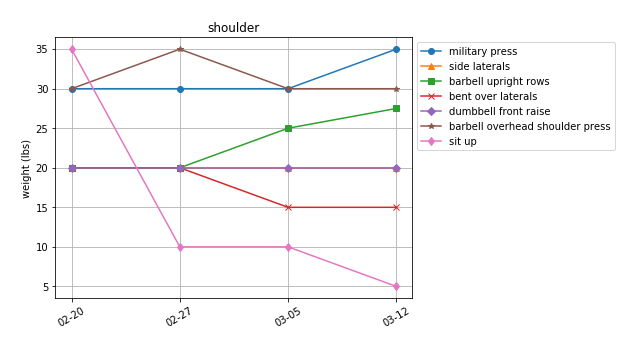 shoulder
weight (lbs)
35
30
25
20
15
10
5
02-20
02-27
03-05
03-12
military press
side laterals
barbell upright rows
bent over laterals
dumbbell front raise
barbell overhead shoulder press
sit up